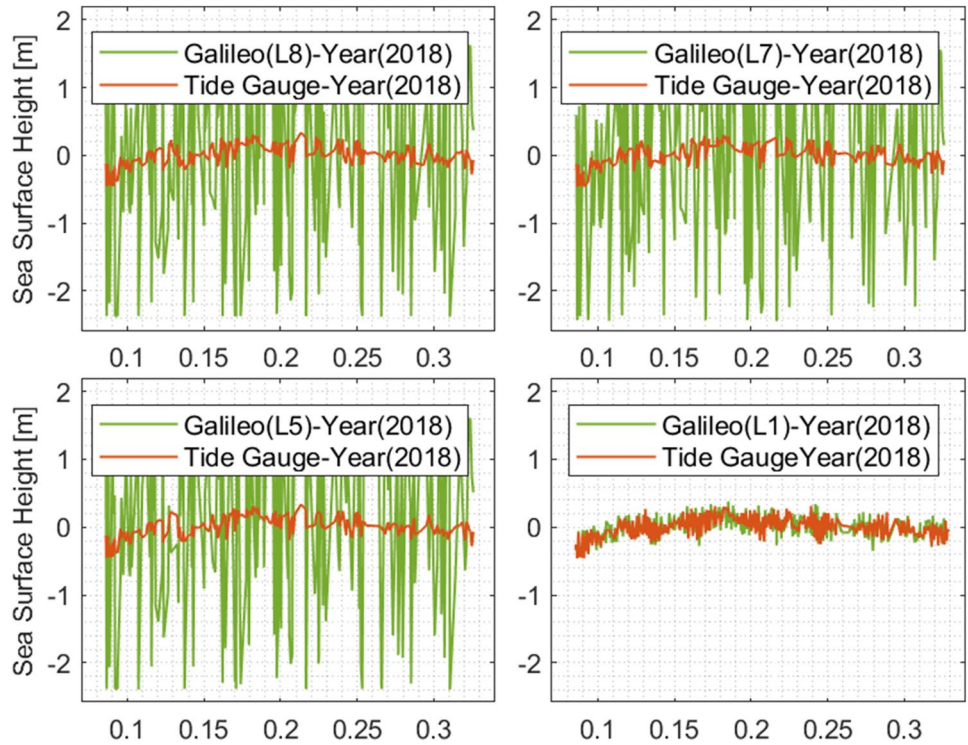 Sea Surface Height [m]
2
1
0
-1
-2
Galileo(L8)-Year(2018)
Tide Gauge-Year(2018)
0.1 0.15 0.2 0.25 0.3
2
1
0
-1
-2
Galileo(L7)-Year(2018)
Tide Gauge-Year(2018)
0.1 0.15 0.2 0.25 0.3
Sea Surface Height [m]
2
1
0
-1
-2
Galileo(L5)-Year(2018)
Tide Gauge-Year(2018)
0.1 0.15 0.2 0.25 0.3
2
1
0
-1
-2
Galileo(L1)-Year(2018)
Tide GaugeYear(2018)
0.1 0.15 0.2 0.25 0.3